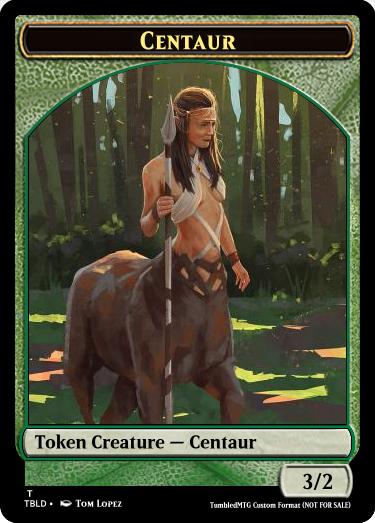 Centaur
Token Creature — Centaur
3/2
T
TBLD • Tom Lopez
TumbledMTG Custom Format (NOT FOR SALE)